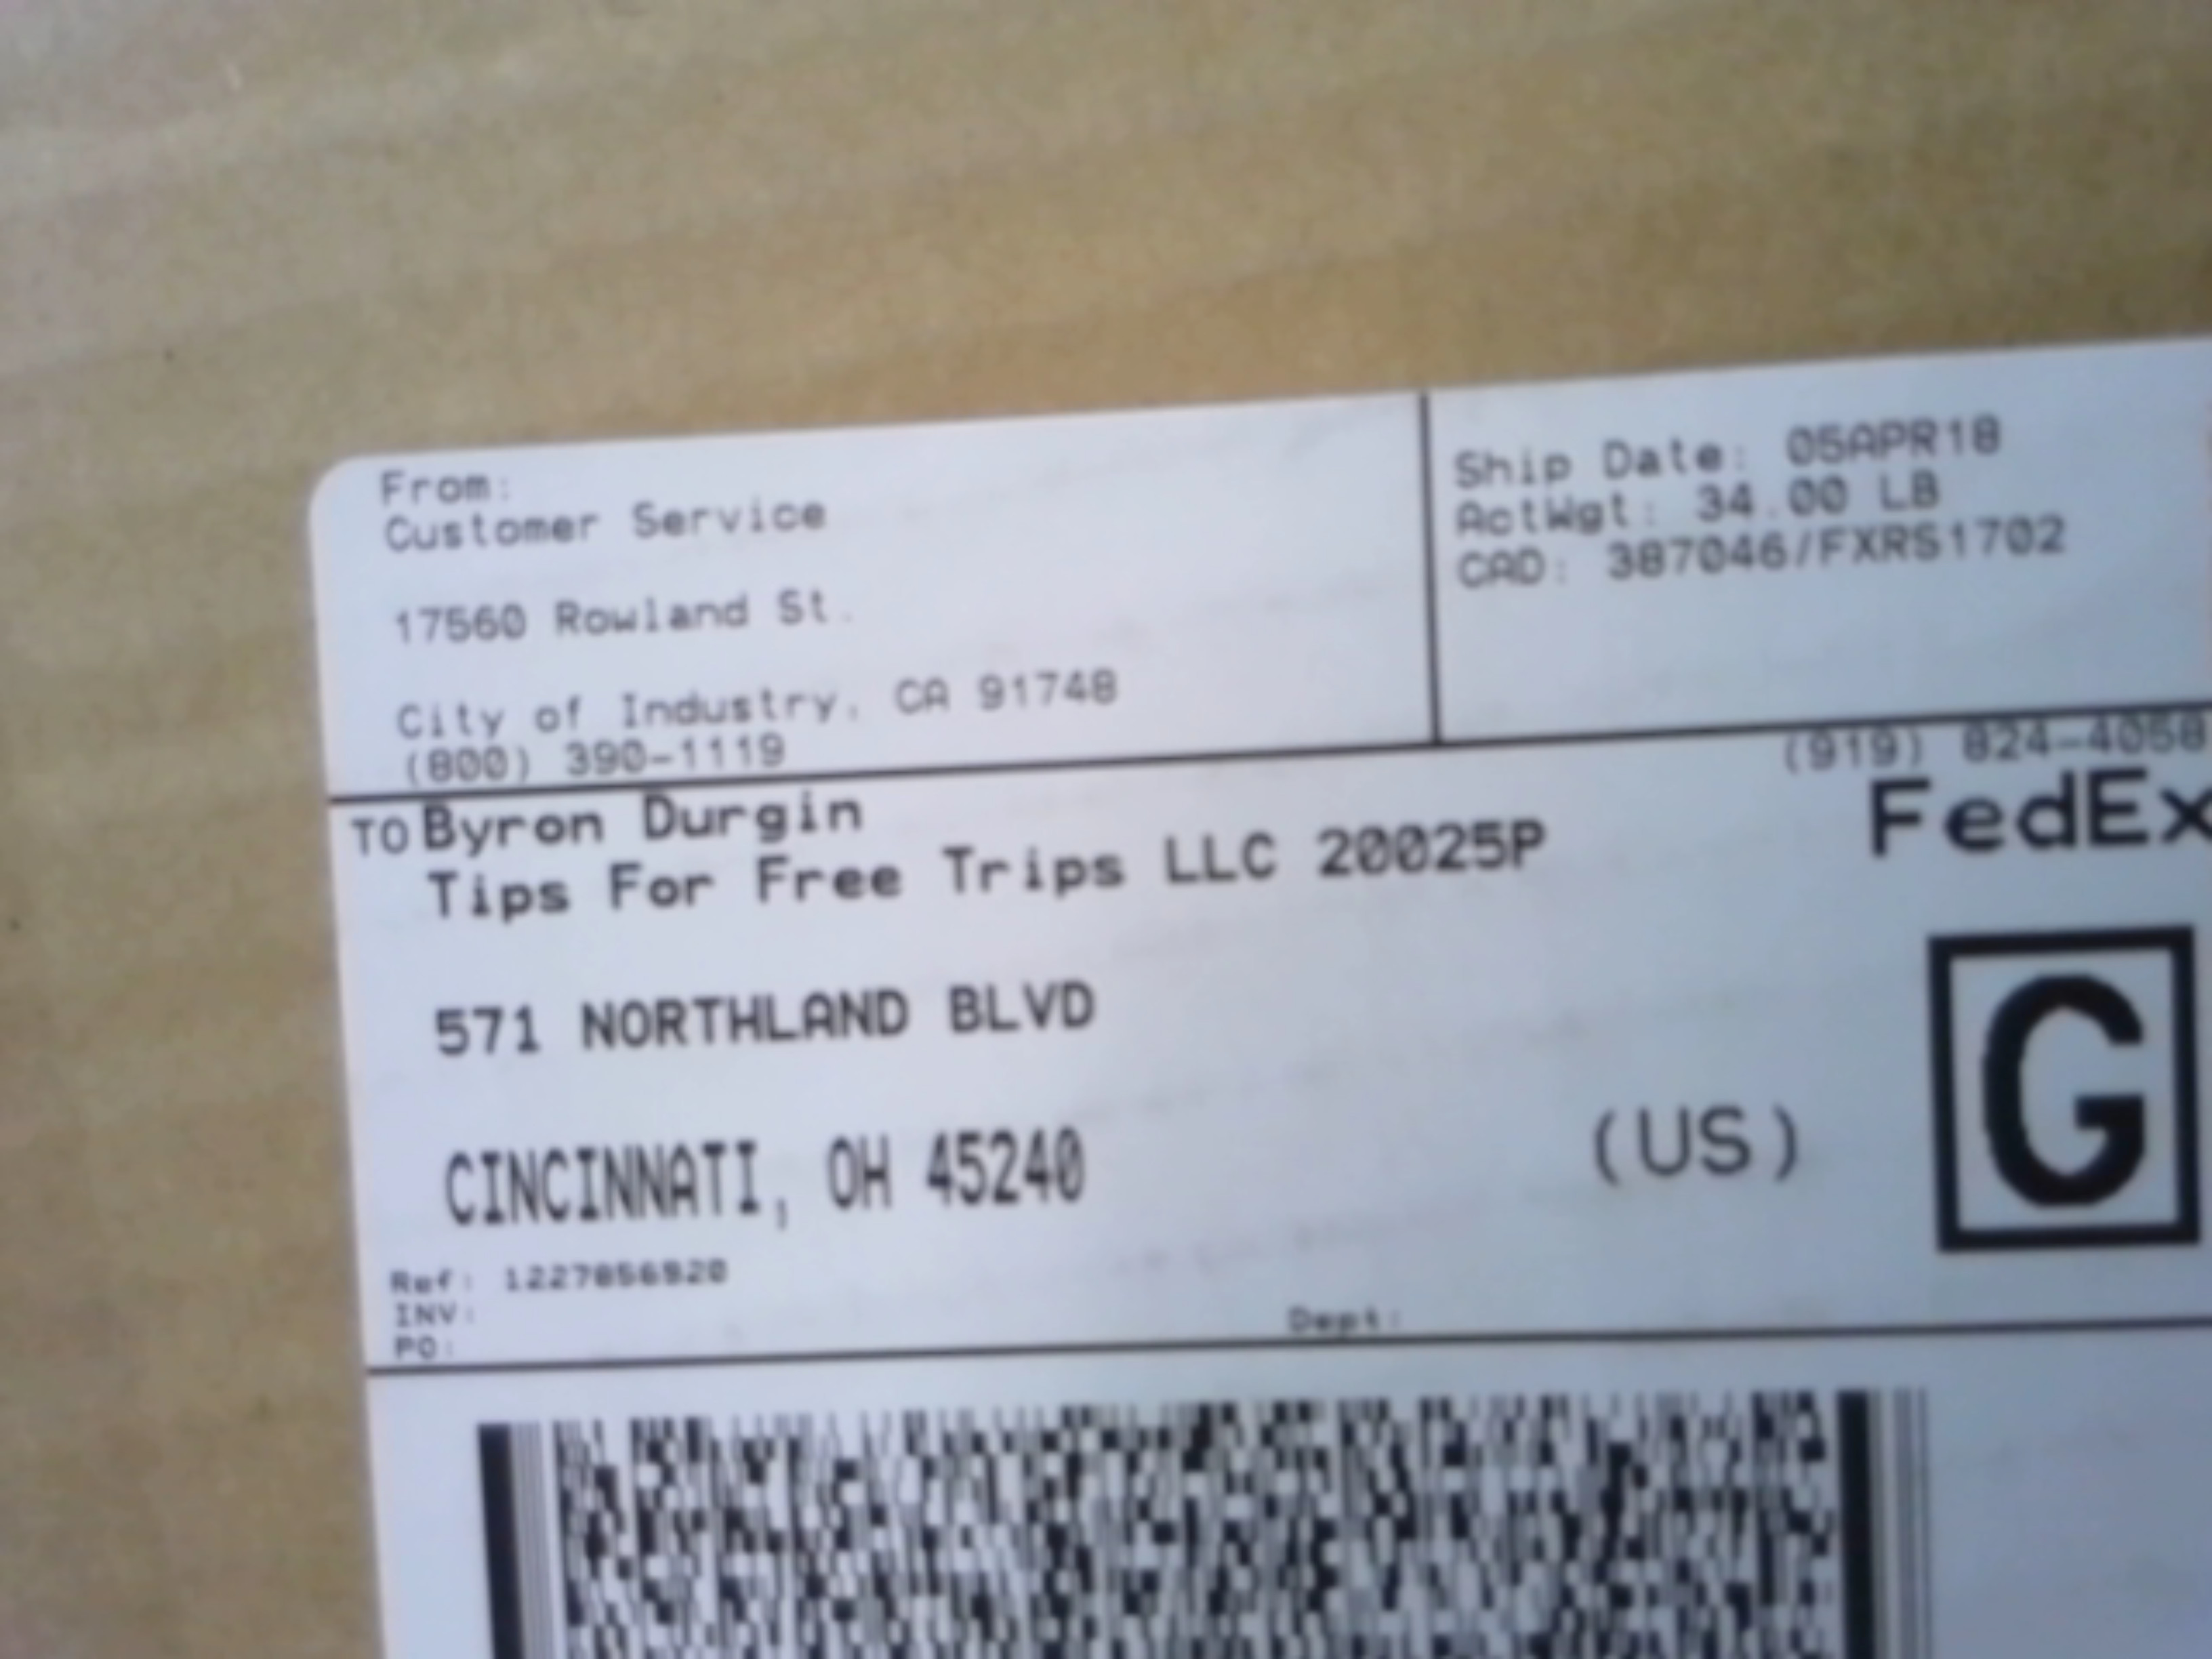 From:
Customer Service
17560 Rowland St.
City of Industry, CA 91748
(800) 390-1119
Ship Date: 05APR18
ActWgt: 34.00 LB
CAD: 387046/FXRS1702
(919) 824-4058
TO Byron Durgin
Tips For Free Trips LLC 20025P
FedEx
571 NORTHLAND BLVD
G
CINCINNATI, OH 45240
(US)
Ref: 1227856920
INV:
PO:
Dept: